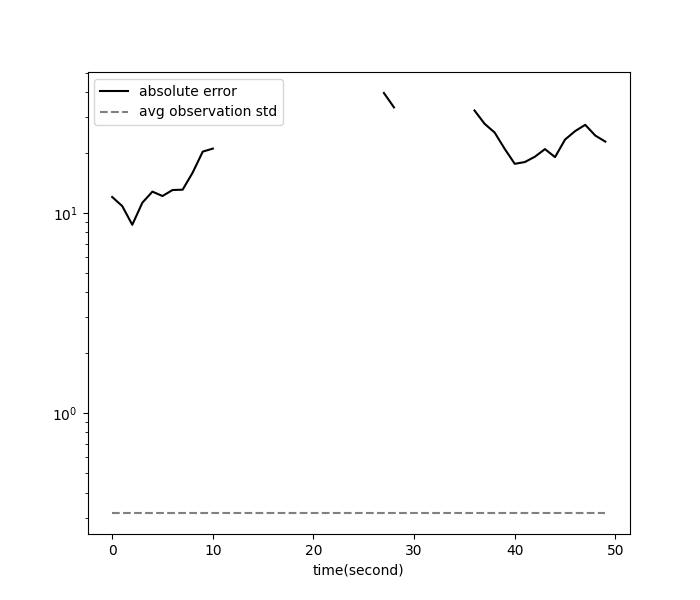 absolute error
avg observation std
10¹
10⁰
0 10 20 30 40 50
time(second)